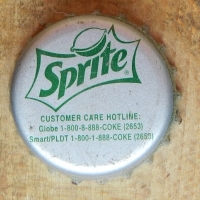 Sprite
CUSTOMER CARE HOTLINE:
Globe 1-800-8-888-COKE (2653)
Smart/PLDT 1-800-1-888-COKE (2653)